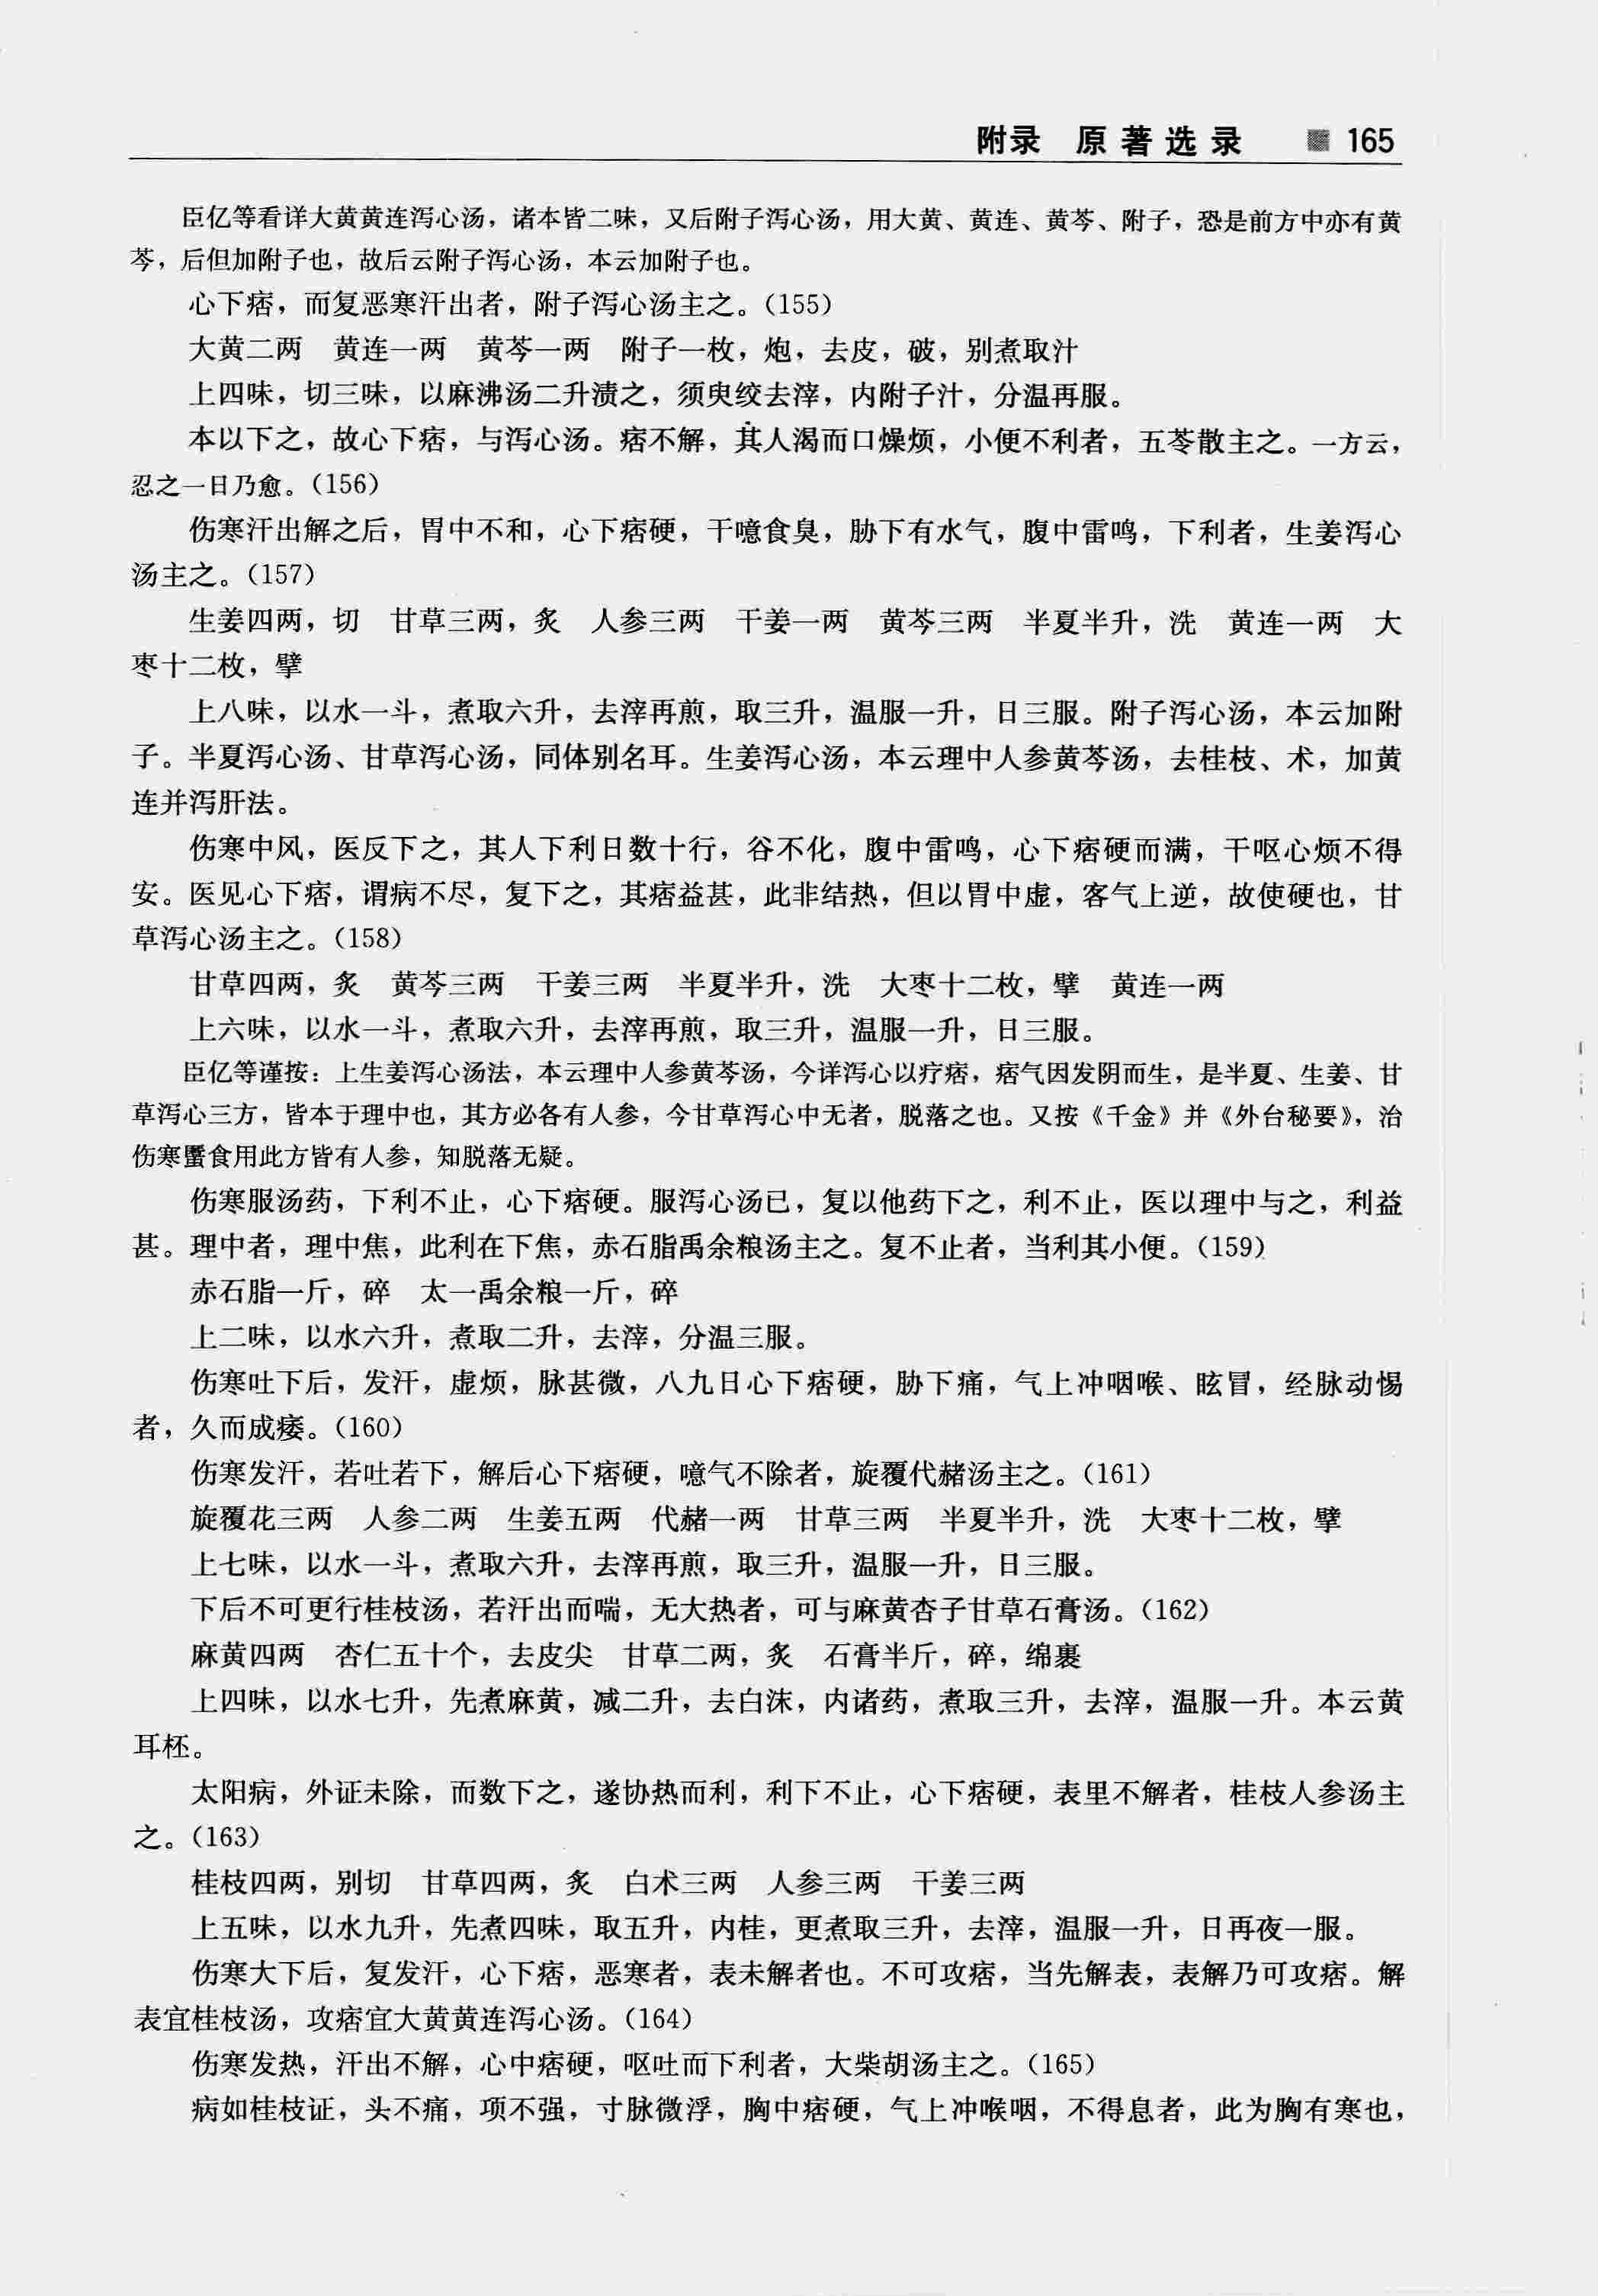 附录 原著选录 165
臣亿等看详大黄黄连泻心汤，诸本皆二味，又后附子泻心汤，用大黄、黄连、黄芩、附子，恐是前方中亦有黄
芩，后但加附子也，故后云附子泻心汤，本云加附子也。
心下痞，而复恶寒汗出者，附子泻心汤主之。(155)
大黄二两 黄连一两 黄芩一两 附子一枚，炮，去皮，破，别煮取汁
上四味，切三味，以麻沸汤二升渍之，须臾绞去滓，内附子汁，分温再服。
本以下之，故心下痞，与泻心汤。痞不解，其人渴而口燥烦，小便不利者，五苓散主之。一方云，
忍之一日乃愈。(156)
伤寒汗出解之后，胃中不和，心下痞硬，干噫食臭，胁下有水气，腹中雷鸣，下利者，生姜泻心
汤主之。(157)
生姜四两，切 甘草三两，炙 人参三两 干姜一两 黄芩三两 半夏半升，洗 黄连一两 大
枣十二枚，擘
上八味，以水一斗，煮取六升，去滓再煎，取三升，温服一升，日三服。附子泻心汤，本云加附
子。半夏泻心汤、甘草泻心汤，同体别名耳。生姜泻心汤，本云理中人参黄芩汤，去桂枝、术，加黄
连并泻肝法。
伤寒中风，医反下之，其人下利日数十行，谷不化，腹中雷鸣，心下痞硬而满，干呕心烦不得
安。医见心下痞，谓病不尽，复下之，其痞益甚，此非结热，但以胃中虚，客气上逆，故使硬也，甘
草泻心汤主之。(158)
甘草四两，炙 黄芩三两 干姜三两 半夏半升，洗 大枣十二枚，擘 黄连一两
上六味，以水一斗，煮取六升，去滓再煎，取三升，温服一升，日三服。
臣亿等谨按：上生姜泻心汤法，本云理中人参黄芩汤，今详泻心以疗痞，痞气因发阴而生，是半夏、生姜、甘
草泻心三方，皆本于理中也，其方必各有人参，今甘草泻心中无者，脱落之也。又按《千金》并《外台秘要》，治
伤寒䘌食用此方皆有人参，知脱落无疑。
伤寒服汤药，下利不止，心下痞硬。服泻心汤已，复以他药下之，利不止，医以理中与之，利益
甚。理中者，理中焦，此利在下焦，赤石脂禹余粮汤主之。复不止者，当利其小便。(159)
赤石脂一斤，碎 太一禹余粮一斤，碎
上二味，以水六升，煮取二升，去滓，分温三服。
伤寒吐下后，发汗，虚烦，脉甚微，八九日心下痞硬，胁下痛，气上冲咽喉、眩冒，经脉动惕
者，久而成痿。(160)
伤寒发汗，若吐若下，解后心下痞硬，噫气不除者，旋覆代赭汤主之。(161)
旋覆花三两 人参二两 生姜五两 代赭一两 甘草三两 半夏半升，洗 大枣十二枚，擘
上七味，以水一斗，煮取六升，去滓再煎，取三升，温服一升，日三服。
下后不可更行桂枝汤，若汗出而喘，无大热者，可与麻黄杏子甘草石膏汤。(162)
麻黄四两 杏仁五十个，去皮尖 甘草二两，炙 石膏半斤，碎，绵裹
上四味，以水七升，先煮麻黄，减二升，去白沫，内诸药，煮取三升，去滓，温服一升。本云黄
耳杯。
太阳病，外证未除，而数下之，遂协热而利，利下不止，心下痞硬，表里不解者，桂枝人参汤主
之。(163)
桂枝四两，别切 甘草四两，炙 白术三两 人参三两 干姜三两
上五味，以水九升，先煮四味，取五升，内桂，更煮取三升，去滓，温服一升，日再夜一服。
伤寒大下后，复发汗，心下痞，恶寒者，表未解者也。不可攻痞，当先解表，表解乃可攻痞。解
表宜桂枝汤，攻痞宜大黄黄连泻心汤。(164)
伤寒发热，汗出不解，心中痞硬，呕吐而下利者，大柴胡汤主之。(165)
病如桂枝证，头不痛，项不强，寸脉微浮，胸中痞硬，气上冲喉咽，不得息者，此为胸有寒也，